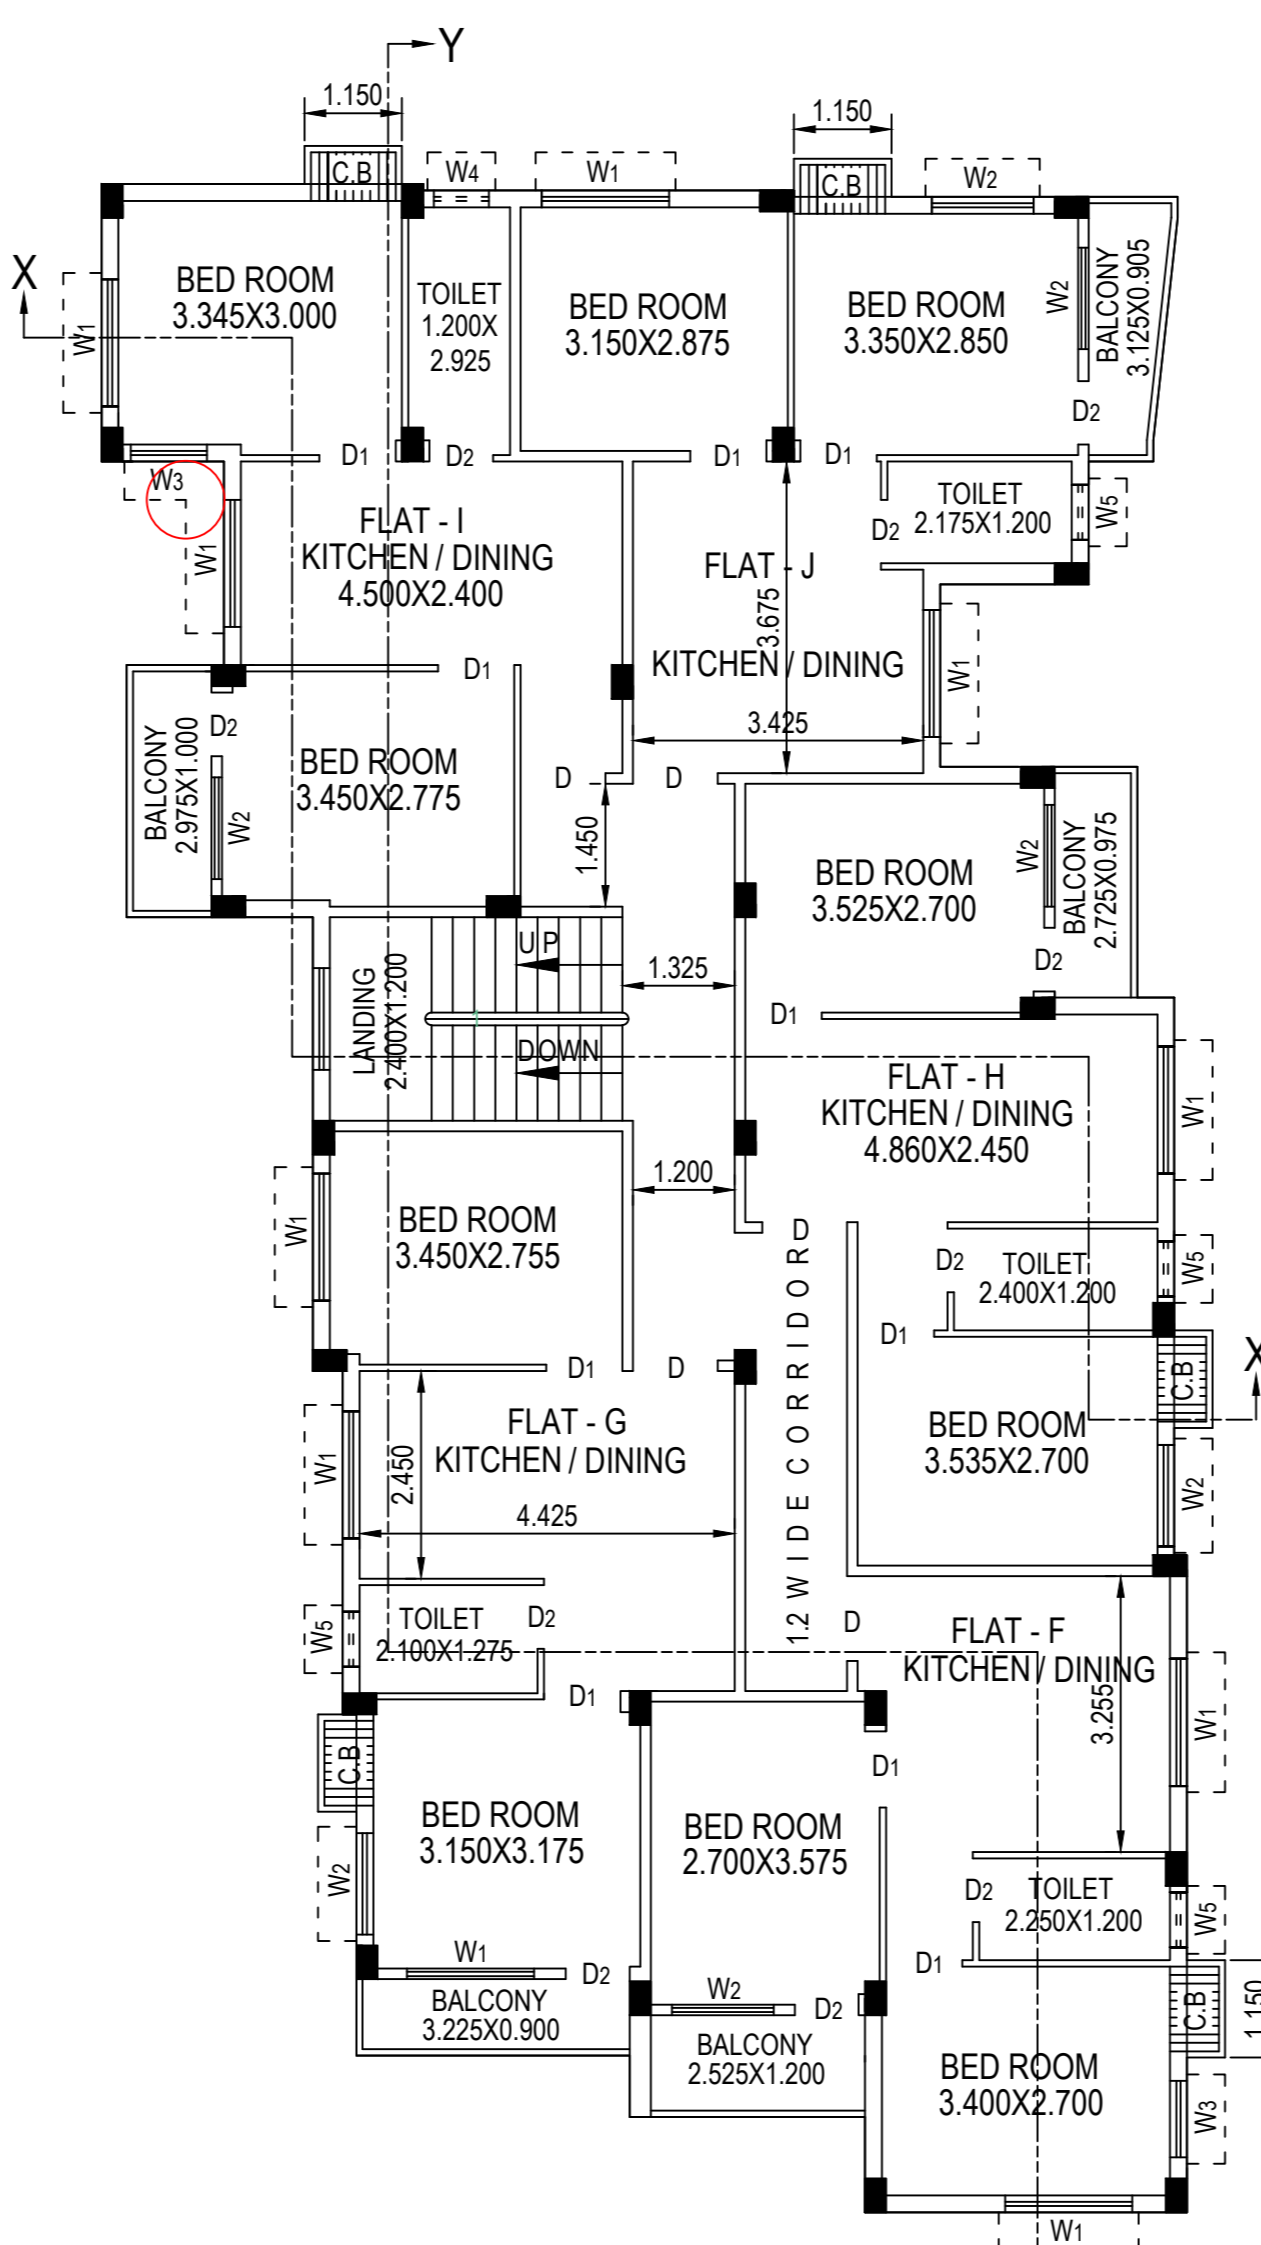 Y
1.150
1.150
C.B
W4
W1
C.B
W2
X
BED ROOM
3.345X3.000
TOILET
1.200X
2.925
BED ROOM
3.150X2.875
BED ROOM
3.350X2.850
W2
BALCONY
3.125X0.905
W1
D2
D1
D2
D1
D1
W3
W1
FLAT - I
KITCHEN / DINING
4.500X2.400
TOILET
2.175X1.200
W5
D2
FLAT - J
3.675
KITCHEN / DINING
W1
D1
3.425
BALCONY
2.975X1.000
D2
W2
BED ROOM
3.450X2.775
D
D
1.450
BED ROOM
3.525X2.700
W2
BALCONY
2.725X0.975
D2
UP
1.325
LANDING
2.400X1.200
DOWN
D1
FLAT - H
KITCHEN / DINING
4.860X2.450
W1
1.200
BED ROOM
3.450X2.755
W1
D
1.2 WIDE CORRIDOR
D2
TOILET
2.400X1.200
W5
D1
D1
D
C.B
X
FLAT - G
KITCHEN / DINING
2.450
4.425
W1
BED ROOM
3.535X2.700
W2
TOILET
2.100X1.275
W5
D2
D
FLAT - F
KITCHEN / DINING
3.255
W1
D1
C.B
D1
BED ROOM
3.150X3.175
W2
BED ROOM
2.700X3.575
D2
TOILET
2.250X1.200
W5
D1
W1
D2
BALCONY
3.225X0.900
W2
D2
BALCONY
2.525X1.200
C.B
1.150
BED ROOM
3.400X2.700
W3
W1